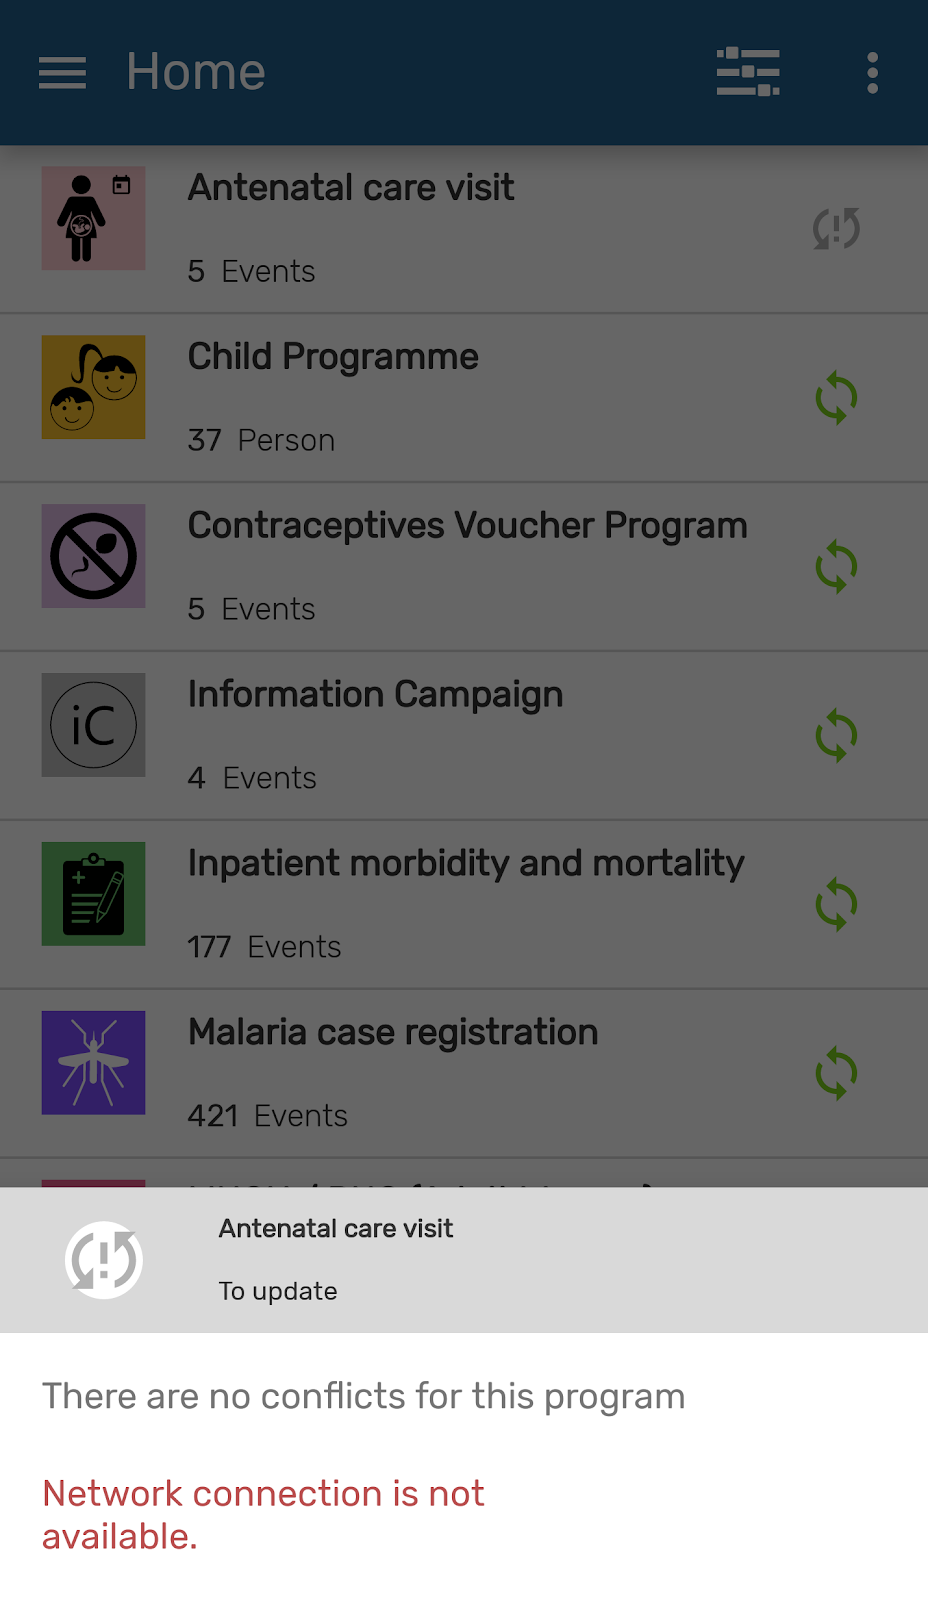 Home
Antenatal care visit
5 Events
Child Programme
37 Person
Contraceptives Voucher Program
5 Events
iC
Information Campaign
4 Events
Inpatient morbidity and mortality
177 Events
Malaria case registration
421 Events
Antenatal care visit
To update
There are no conflicts for this program
Network connection is not
available.